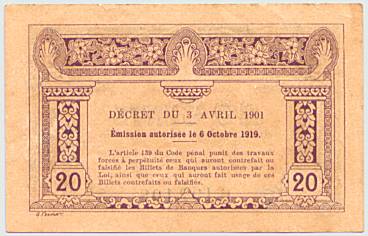 DÉCRET DU 3 AVRIL 1901
Émission autorisée le 6 Octobre 1919.
L'article 139 du Code pénal punit des travaux
forcés à perpétuité ceux qui auront contrefait ou
falsifié les Billets de Banques autorisées par la
Loi, ainsi que ceux qui auront fait usage de ces
Billets contrefaits ou falsifiés.
20 20